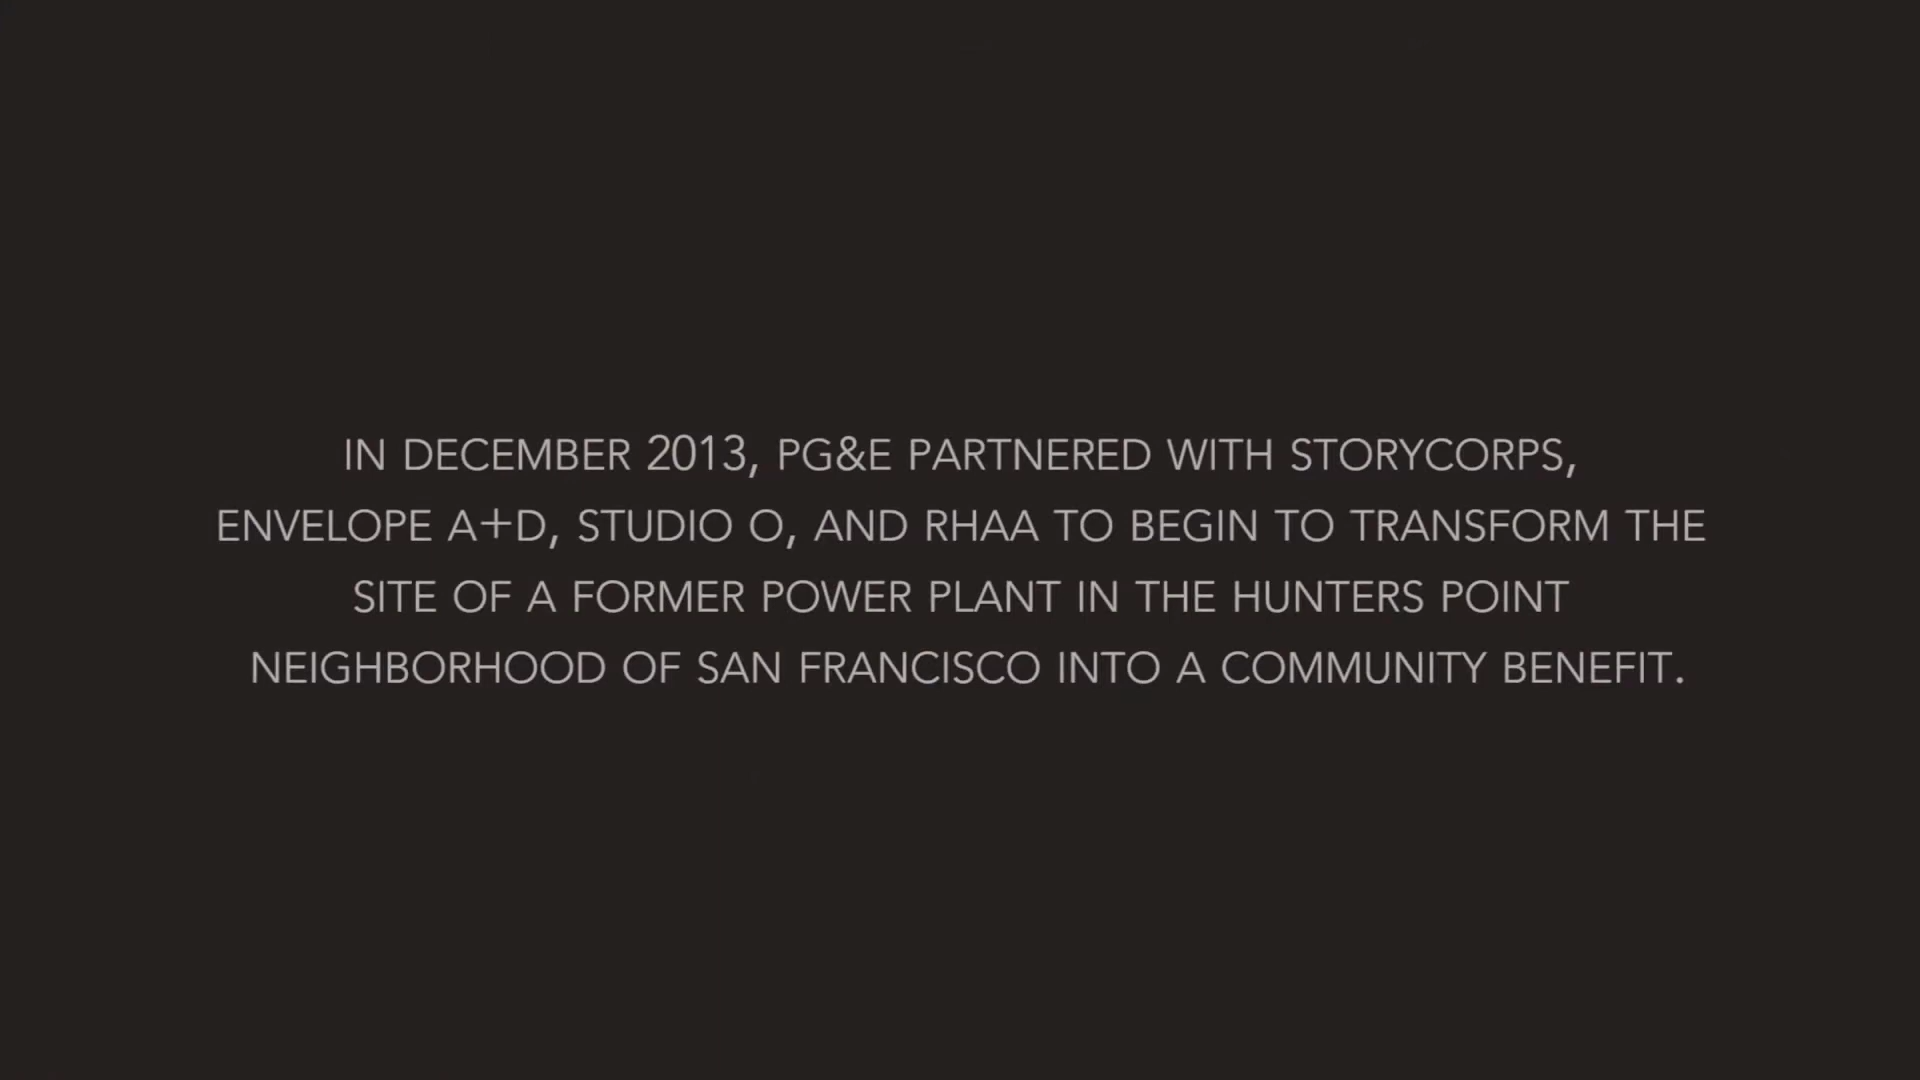 IN DECEMBER 2013, PG&E PARTNERED WITH STORYCORPS,
ENVELOPE A+D, STUDIO O, AND RHAA TO BEGIN TO TRANSFORM THE
SITE OF A FORMER POWER PLANT IN THE HUNTERS POINT
NEIGHBORHOOD OF SAN FRANCISCO INTO A COMMUNITY BENEFIT.